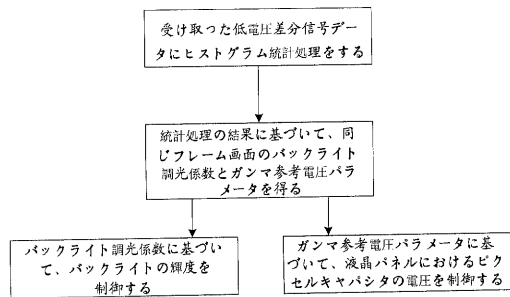 受け取った低電圧差分信号デー
タにヒストグラム統計処理をする
統計処理の結果に基づいて、同
じフレーム画面のバックライト
調光係数とガンマ参考電圧パラ
メータを得る
バックライト調光係数に基づい
て、バックライトの輝度を
制御する
ガンマ参考電圧パラメータに基
づいて、液晶パネルにおけるピク
セルキャパシタの電圧を制御する